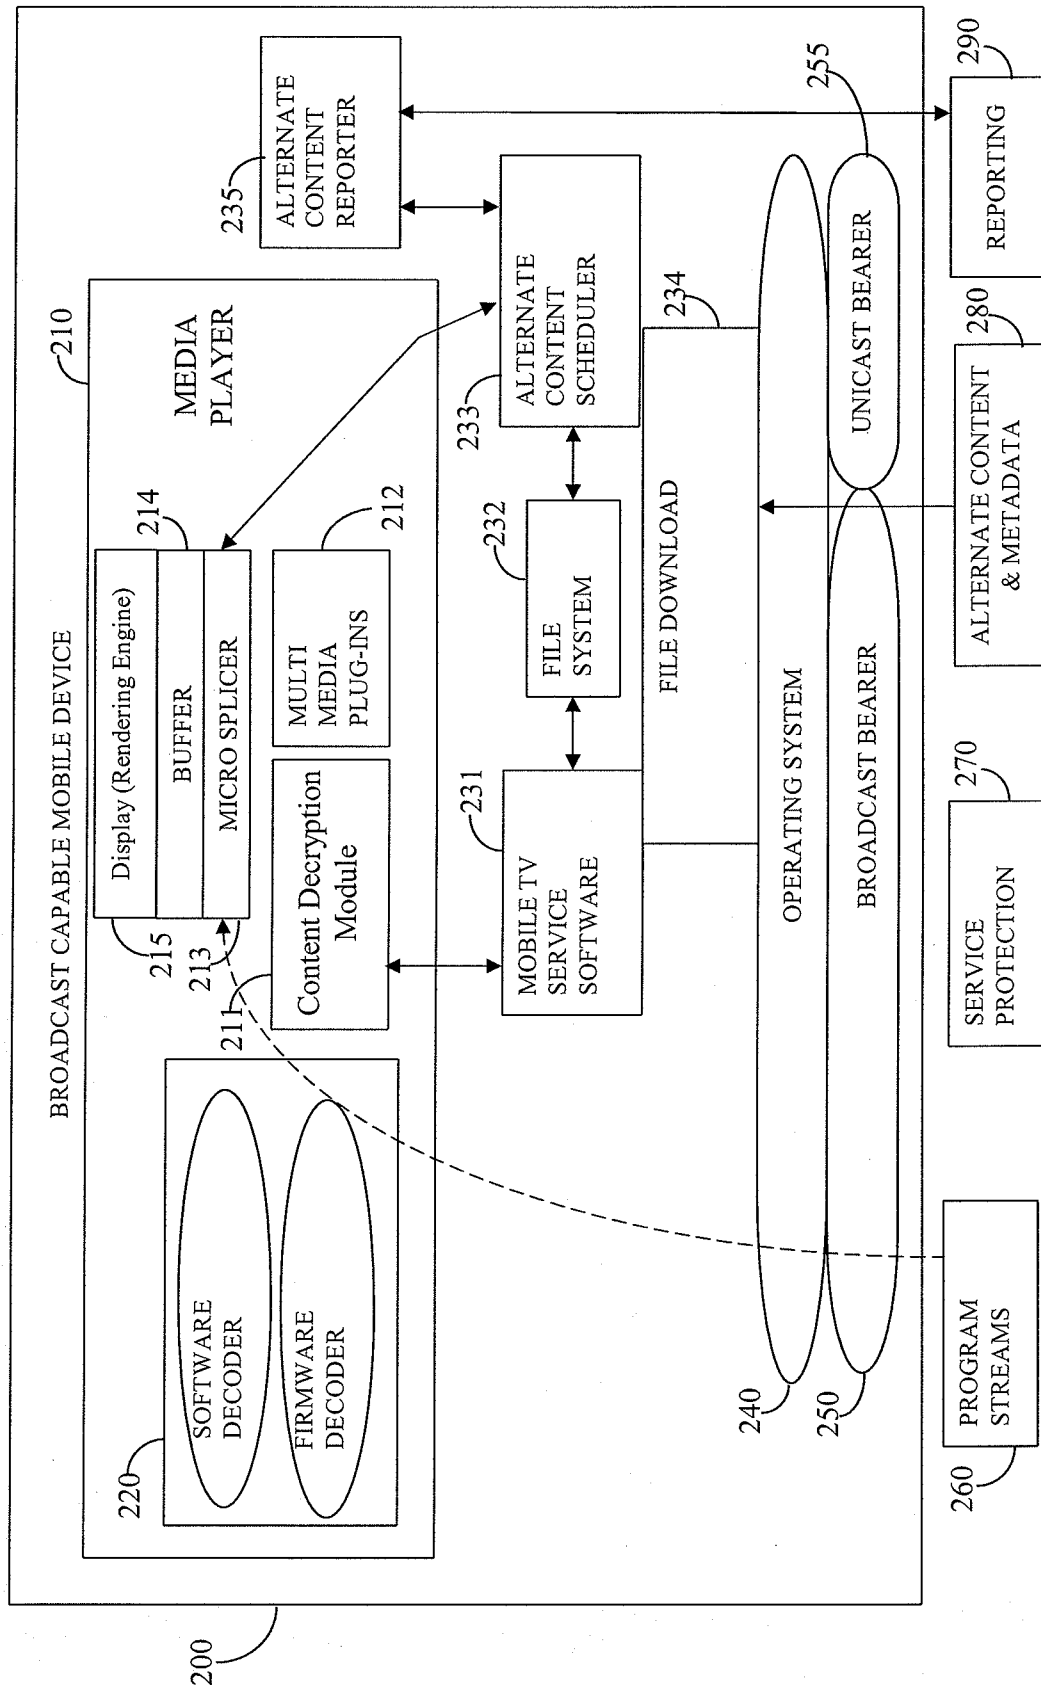 BROADCAST CAPABLE MOBILE DEVICE
200
210
MEDIA
PLAYER
220
SOFTWARE
DECODER
FIRMWARE
DECODER
Display (Rendering Engine)
BUFFER
MICRO SPLICER
215
213
214
211
Content Decryption
Module
212
MULTI
MEDIA
PLUG-INS
235
ALTERNATE
CONTENT
REPORTER
231
MOBILE TV
SERVICE
SOFTWARE
232
FILE
SYSTEM
233
ALTERNATE
CONTENT
SCHEDULER
234
FILE DOWNLOAD
240
OPERATING SYSTEM
250
BROADCAST BEARER
UNICAST BEARER
255
260
PROGRAM
STREAMS
270
SERVICE
PROTECTION
280
ALTERNATE CONTENT
& METADATA
290
REPORTING